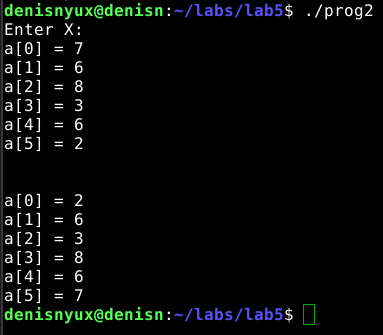 denisnyux@denisn:~/labs/lab5$ ./prog2
Enter X:
a[0] = 7
a[1] = 6
a[2] = 8
a[3] = 3
a[4] = 6
a[5] = 2
a[0] = 2
a[1] = 6
a[2] = 3
a[3] = 8
a[4] = 6
a[5] = 7
denisnyux@denisn:~/labs/lab5$